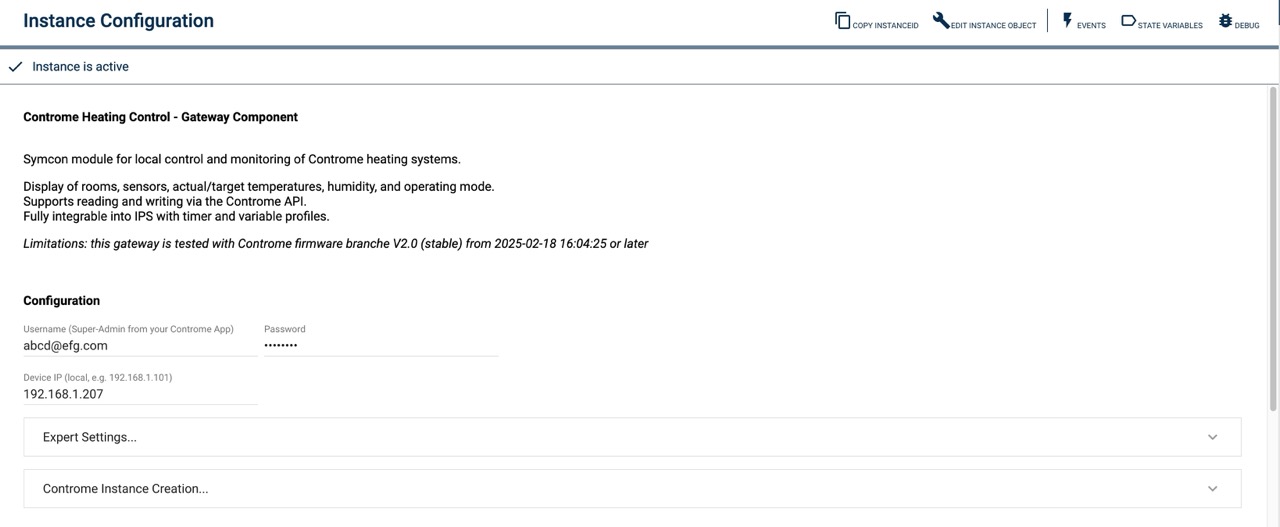 Instance Configuration
COPY INSTANCEID
EDIT INSTANCE OBJECT
EVENTS
STATE VARIABLES
DEBUG
Instance is active
Controme Heating Control - Gateway Component
Symcon module for local control and monitoring of Controme heating systems.
Display of rooms, sensors, actual/target temperatures, humidity, and operating mode.
Supports reading and writing via the Controme API.
Fully integrable into IPS with timer and variable profiles.
Limitations: this gateway is tested with Controme firmware branche V2.0 (stable) from 2025-02-18 16:04:25 or later
Configuration
Username (Super-Admin from your Controme App)
Password
abcd@efg.com
••••••••
Device IP (local, e.g. 192.168.1.101)
192.168.1.207
Expert Settings...
Controme Instance Creation...